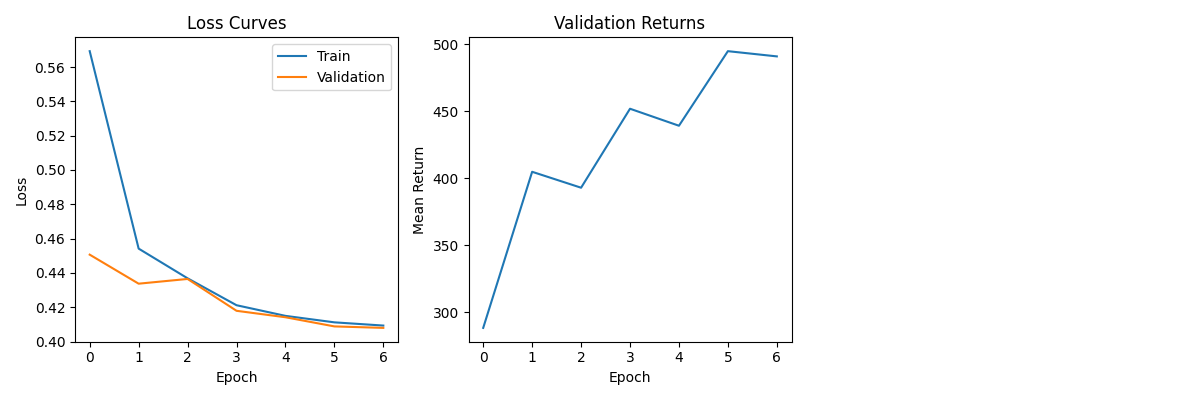 Loss Curves
Train
Validation
0.56
0.54
0.52
0.50
0.48
0.46
0.44
0.42
0.40
Loss
0 1 2 3 4 5 6
Epoch
Validation Returns
500
450
400
350
300
Mean Return
0 1 2 3 4 5 6
Epoch